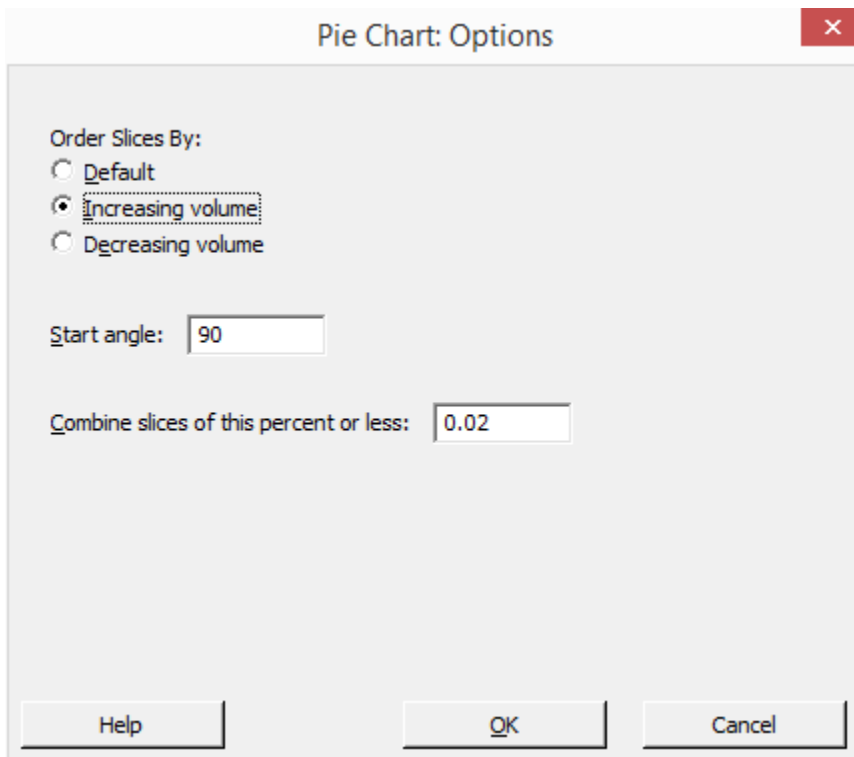 Pie Chart: Options
Order Slices By:
Default
Increasing volume
Decreasing volume
Start angle: 90
Combine slices of this percent or less: 0.02
Help OK Cancel